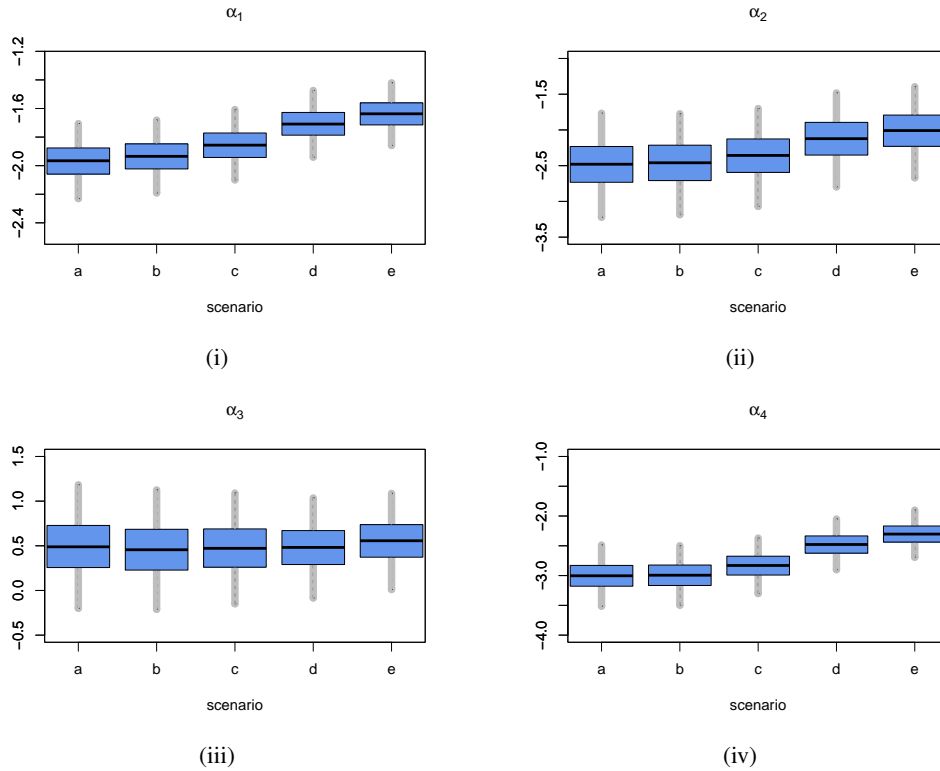 α1
α2
-1.2
-1.6
-2.0
-2.4
-1.5
-2.5
-3.5
a b c d e
a b c d e
scenario
scenario
(i)
(ii)
α3
α4
1.5
1.0
0.5
0.0
-0.5
-1.0
-2.0
-3.0
-4.0
a b c d e
a b c d e
scenario
scenario
(iii)
(iv)